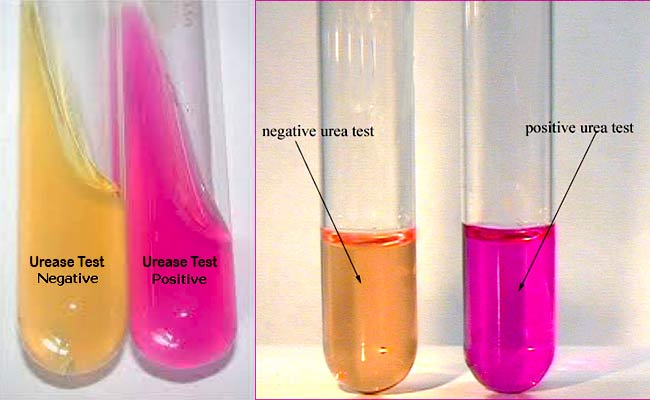 Urease Test
Negative
Urease Test
Positive
negative urea test
positive urea test